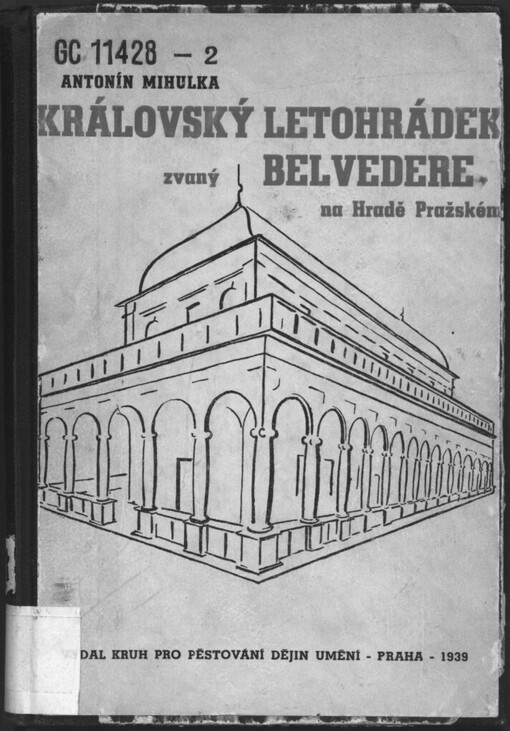 GC 11428 – 2
ANTONÍN MIHULKA
KRÁLOVSKÝ LETOHRÁDEK
zvaný BELVEDERE
na Hradě Pražském
DAL KRUH PRO PĚSTOVÁNÍ DĚJIN UMĚNÍ - PRAHA - 1939